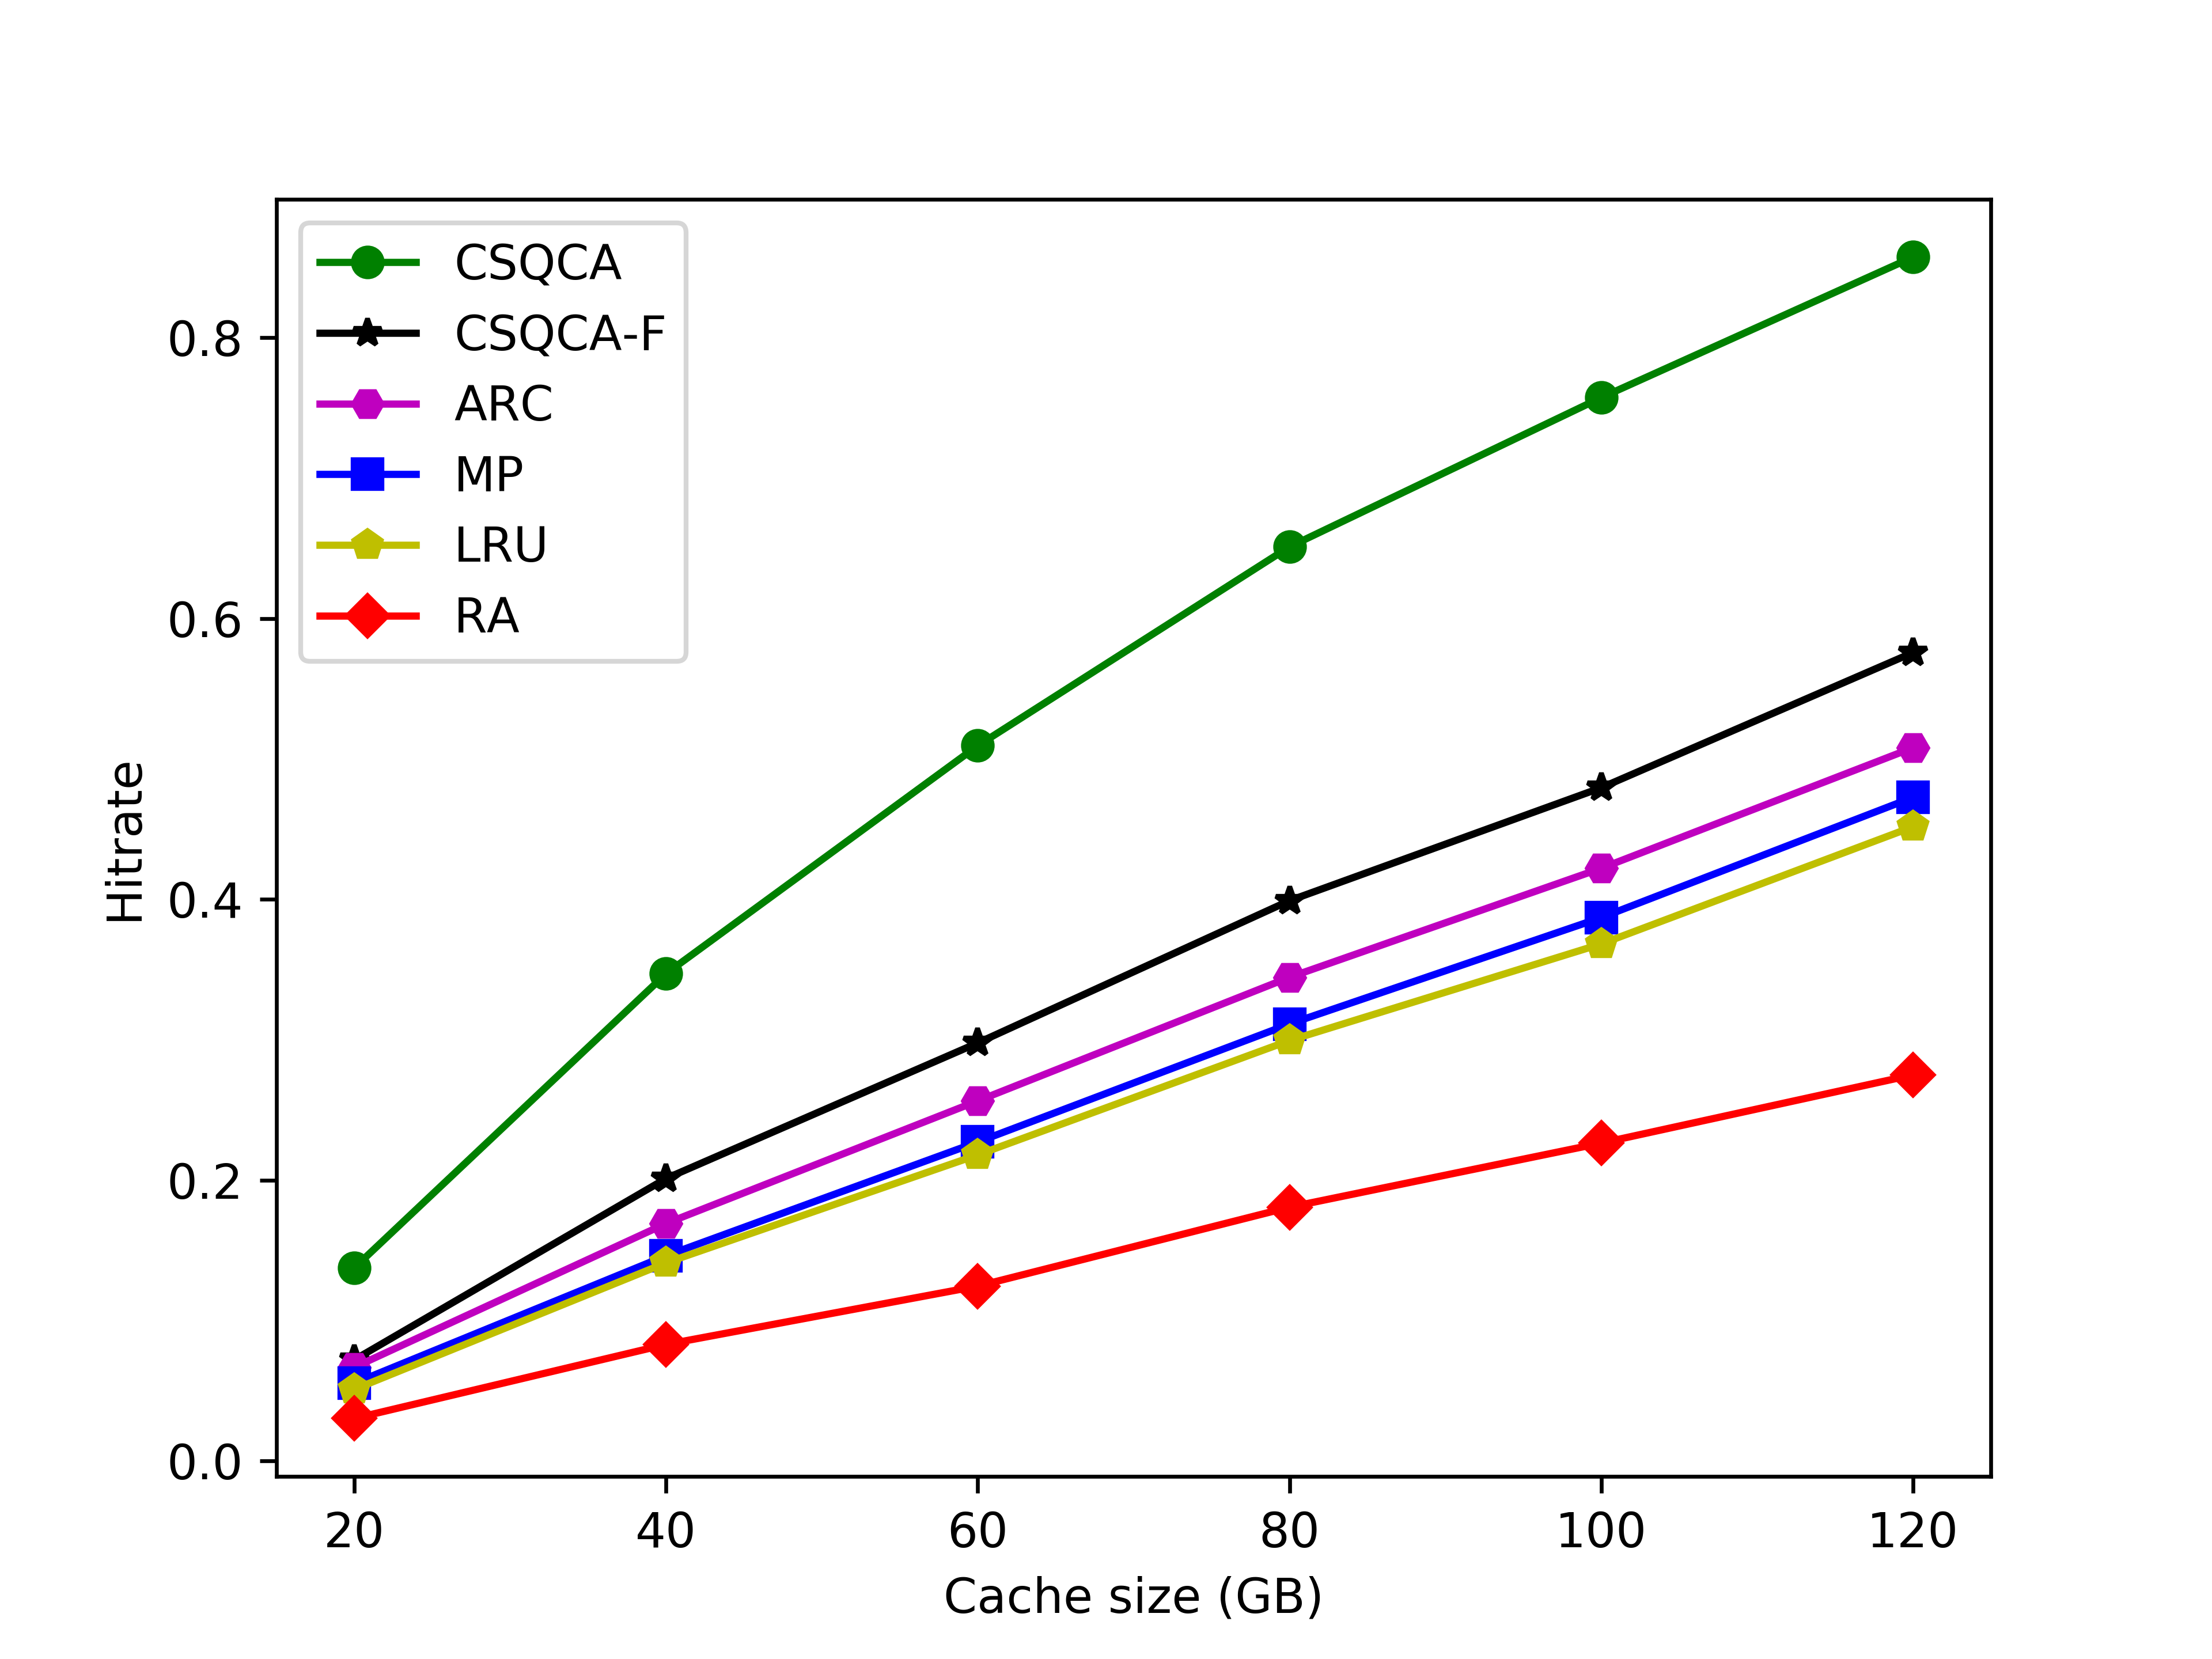 CSQCA
CSQCA-F
ARC
MP
LRU
RA
0.8
0.6
0.4
0.2
0.0
Hitrate
20 40 60 80 100 120
Cache size (GB)